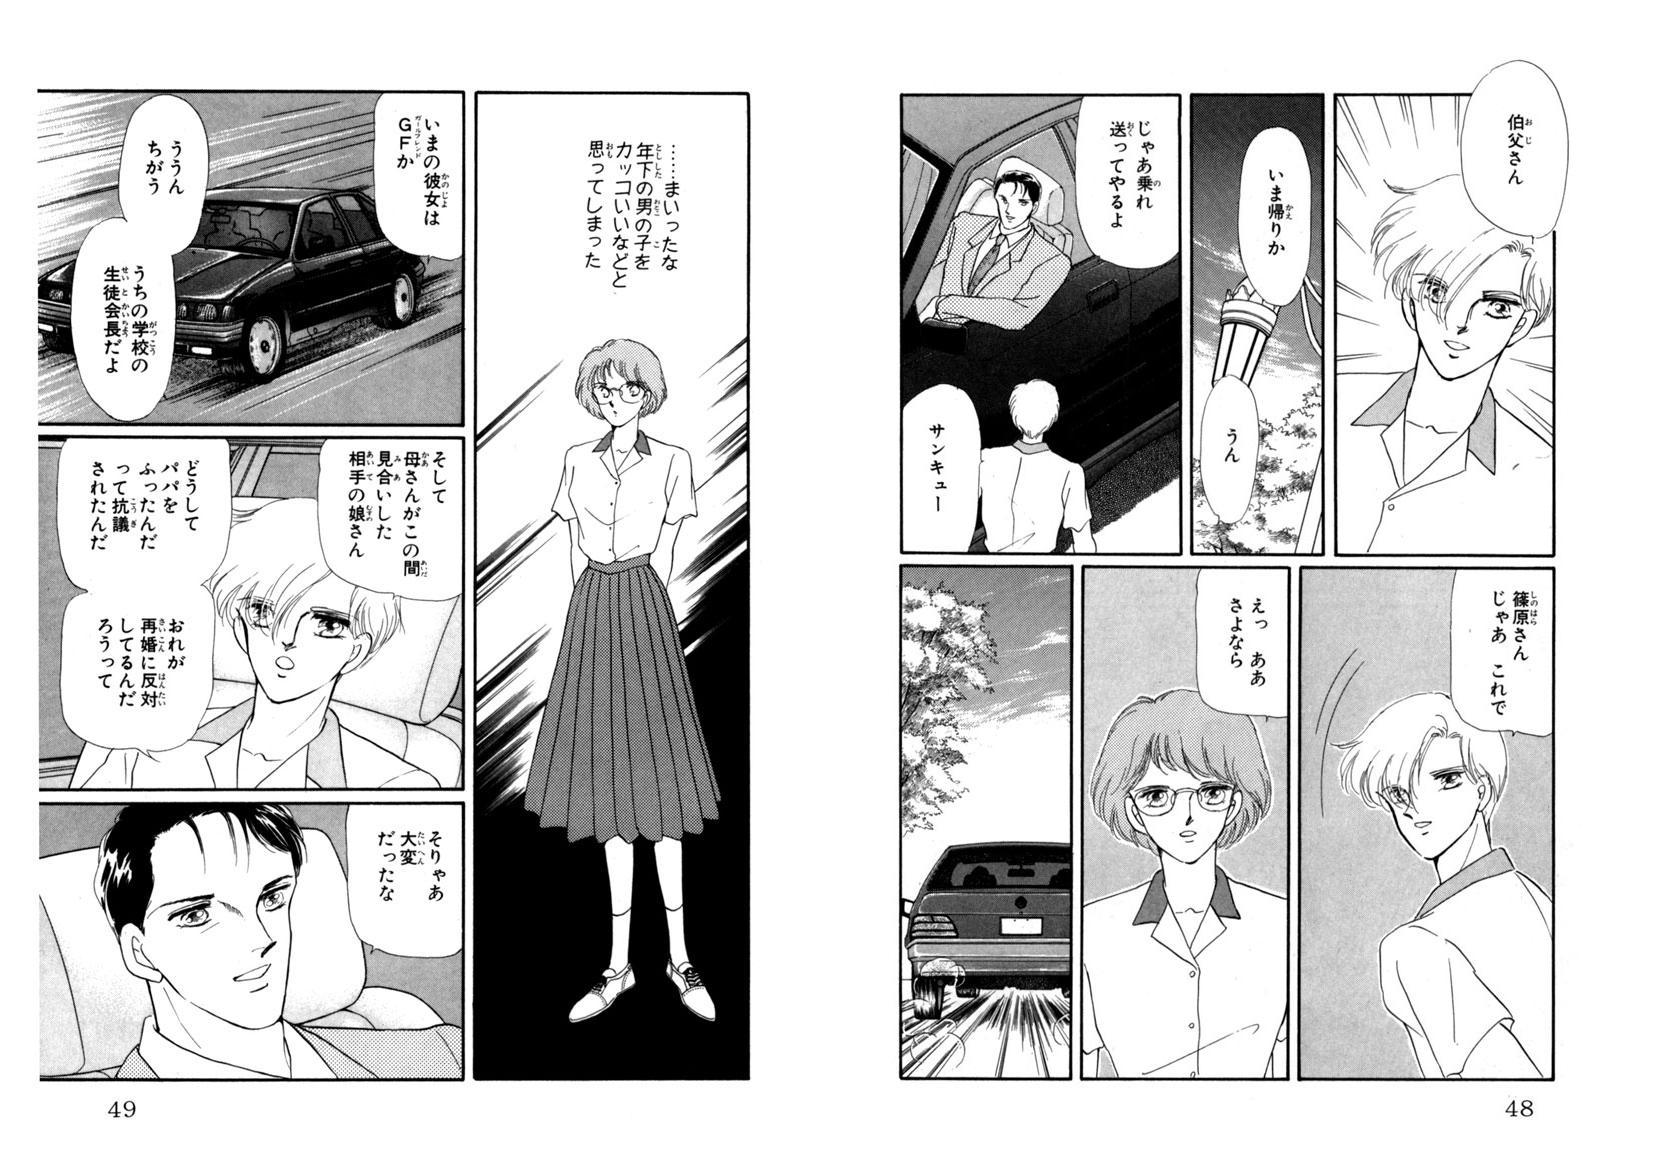 伯父さん
いま帰りか
うん
じゃあ乗れ
送ってやるよ
サンキュー
篠原さん
じゃあ これで
えっ ああ
さよなら
48
……まいったな
年下の男の子を
カッコいいなどと
思ってしまった
いまの彼女は
GFか
ううん
ちがう
うちの学校の
生徒会長だよ
そして
母さんがこの間
見合いした
相手の娘さん
どうして
パパを
ふったんだ
って抗議
されたんだ
おれが
再婚に反対
してるんだ
ろうって
そりゃあ
大変
だったな
49